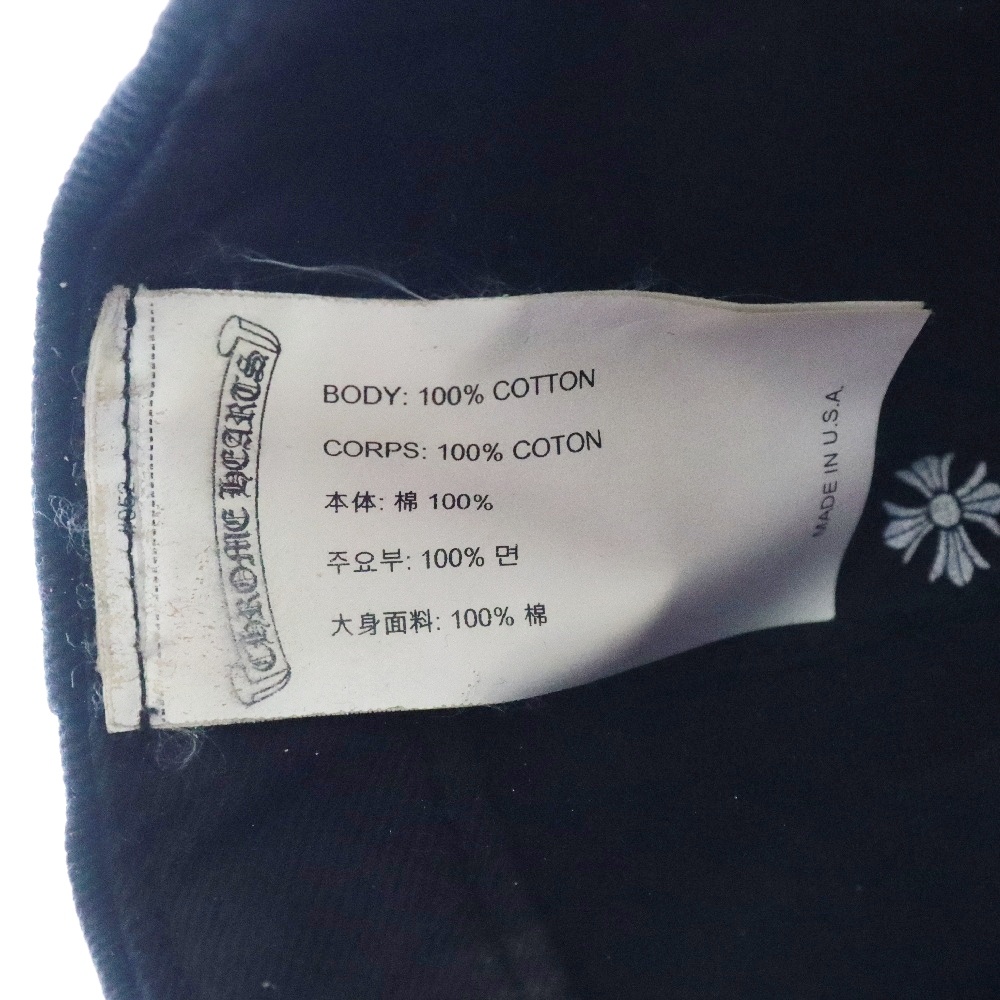 CHROME HEARTS
BODY: 100% COTTON
CORPS: 100% COTON
本体: 棉 100%
주요부: 100% 면
大身面料: 100% 棉
MADE IN U.S.A.
#052